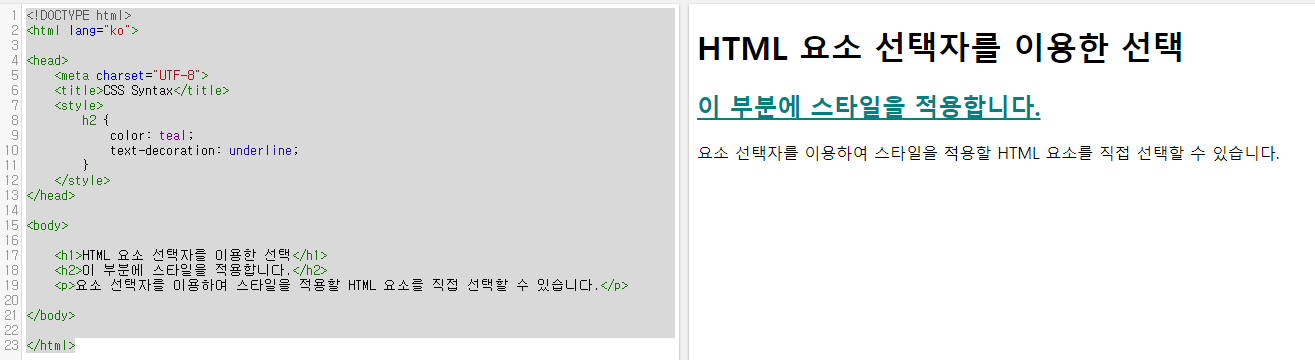 1 <!DOCTYPE html>
2 <html lang="ko">
3
4 <head>
5     <meta charset="UTF-8">
6     <title>CSS Syntax</title>
7     <style>
8         h2 {
9             color: teal;
10             text-decoration: underline;
11         }
12     </style>
13 </head>
14
15 <body>
16
17     <h1>HTML 요소 선택자를 이용한 선택</h1>
18     <h2>이 부분에 스타일을 적용합니다.</h2>
19     <p>요소 선택자를 이용하여 스타일을 적용할 HTML 요소를 직접 선택할 수 있습니다.</p>
20
21 </body>
22
23 </html>
HTML 요소 선택자를 이용한 선택
이 부분에 스타일을 적용합니다.
요소 선택자를 이용하여 스타일을 적용할 HTML 요소를 직접 선택할 수 있습니다.